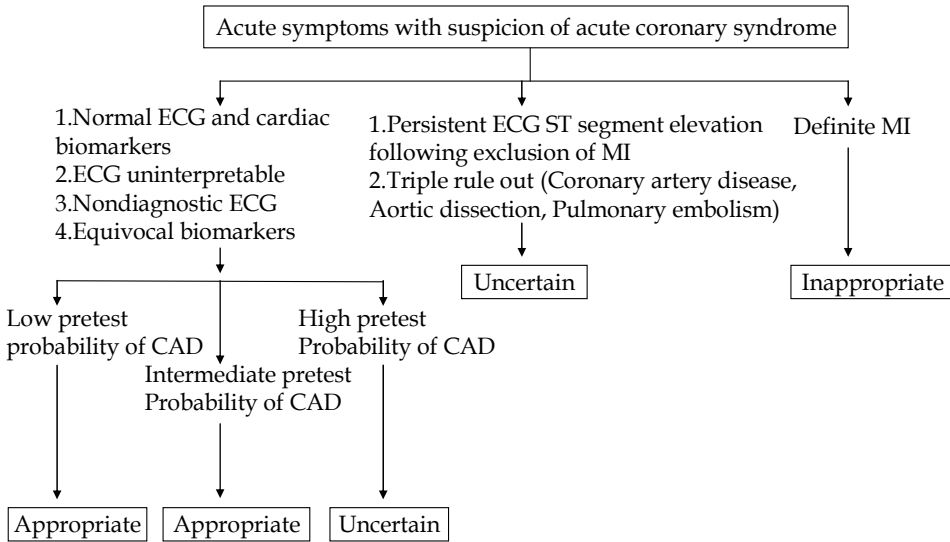 Acute symptoms with suspicion of acute coronary syndrome
1.Normal ECG and cardiac
biomarkers
2.ECG uninterpretable
3.Nondiagnostic ECG
4.Equivocal biomarkers
1.Persistent ECG ST segment elevation
following exclusion of MI
2.Triple rule out (Coronary artery disease,
Aortic dissection, Pulmonary embolism)
Definite MI
Uncertain
Inappropriate
Low pretest
probability of CAD
Intermediate pretest
Probability of CAD
High pretest
Probability of CAD
Appropriate
Appropriate
Uncertain